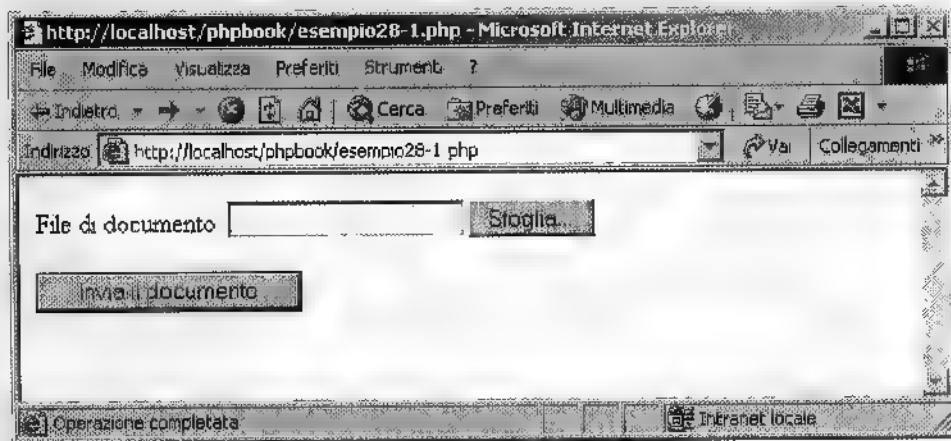 http://localhost/phpbook/esempio28-1.php - Microsoft Internet Explorer
File Modifica Visualizza Preferiti Strumenti ?
Indietro Cerca Preferiti Multimedia
Indirizzo http://localhost/phpbook/esempio28-1.php Vai Collegamenti »
File di documento Sfoglia...
Invia il documento
Operazione completata Intranet locale